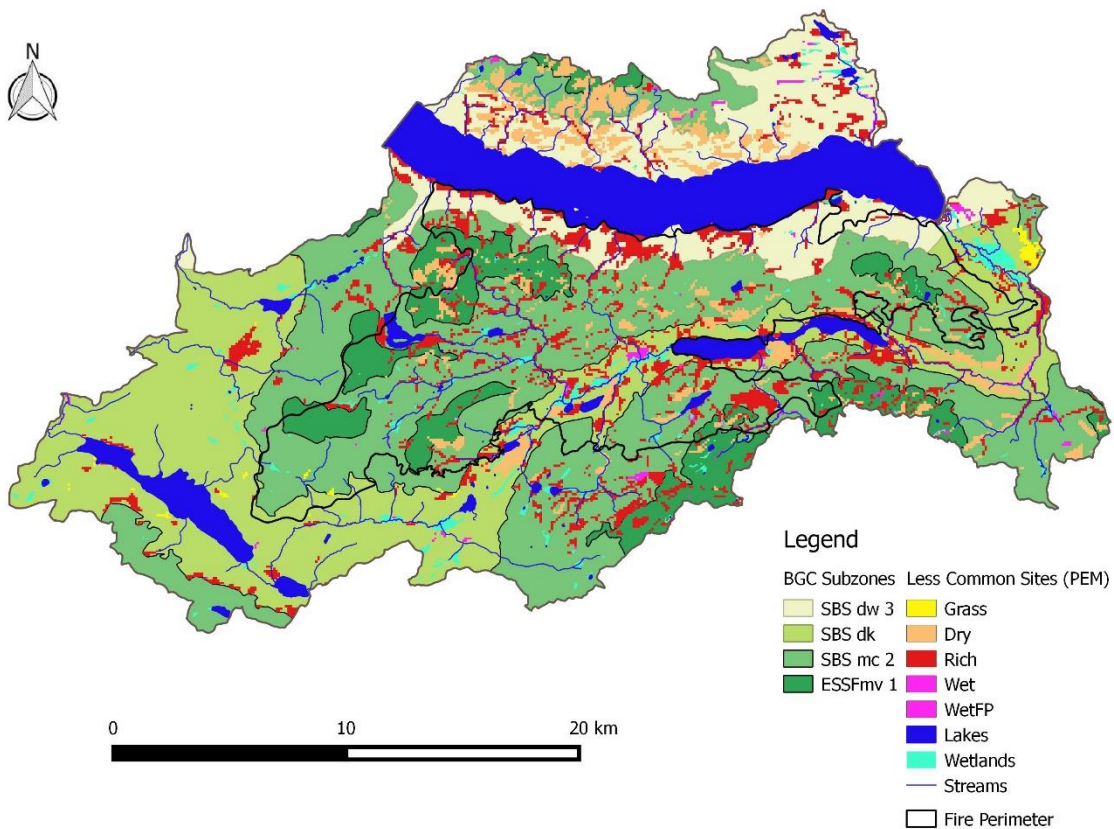 N
Legend
BGC Subzones
SBS dw 3
SBS dk
SBS mc 2
ESSFmv 1
Less Common Sites (PEM)
Grass
Dry
Rich
Wet
WetFP
Lakes
Wetlands
Streams
Fire Perimeter
0 10 20 km